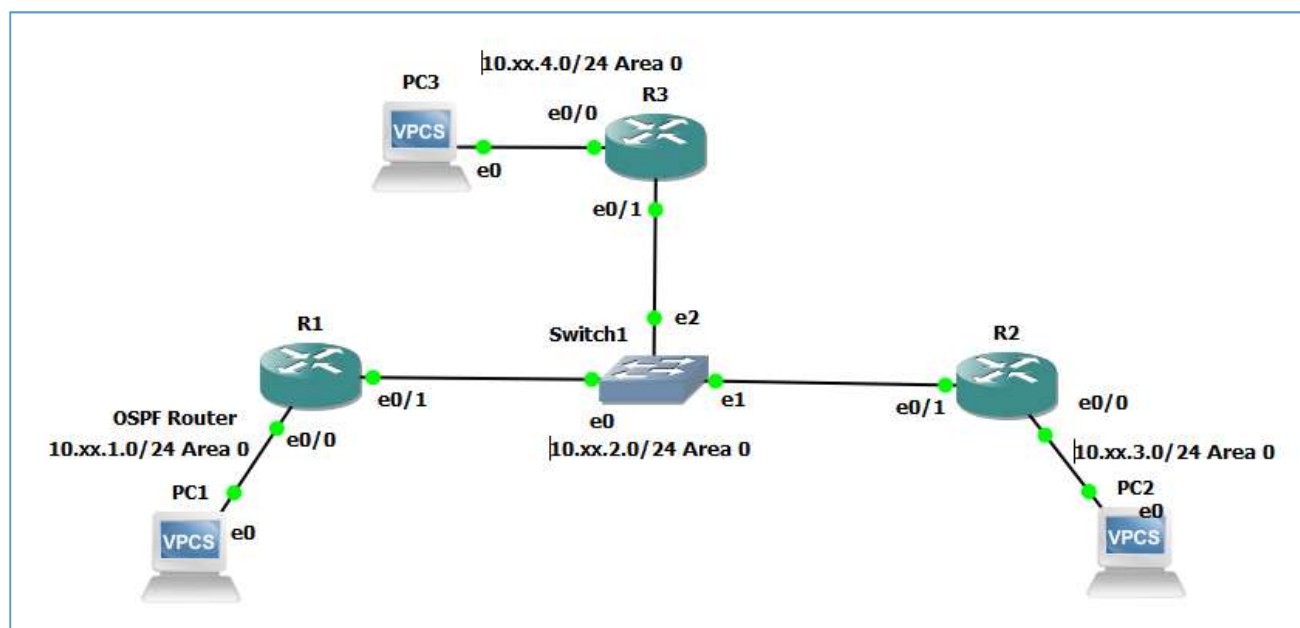 10.xx.4.0/24 Area 0
PC3
R3
e0/0
VPCS
e0
e0/1
e2
R1
Switch1
R2
e0/1
e0
e1
e0/1
e0/0
OSPF Router
e0/0
10.xx.1.0/24 Area 0
10.xx.2.0/24 Area 0
10.xx.3.0/24 Area 0
PC1
PC2
e0
e0
VPCS
VPCS